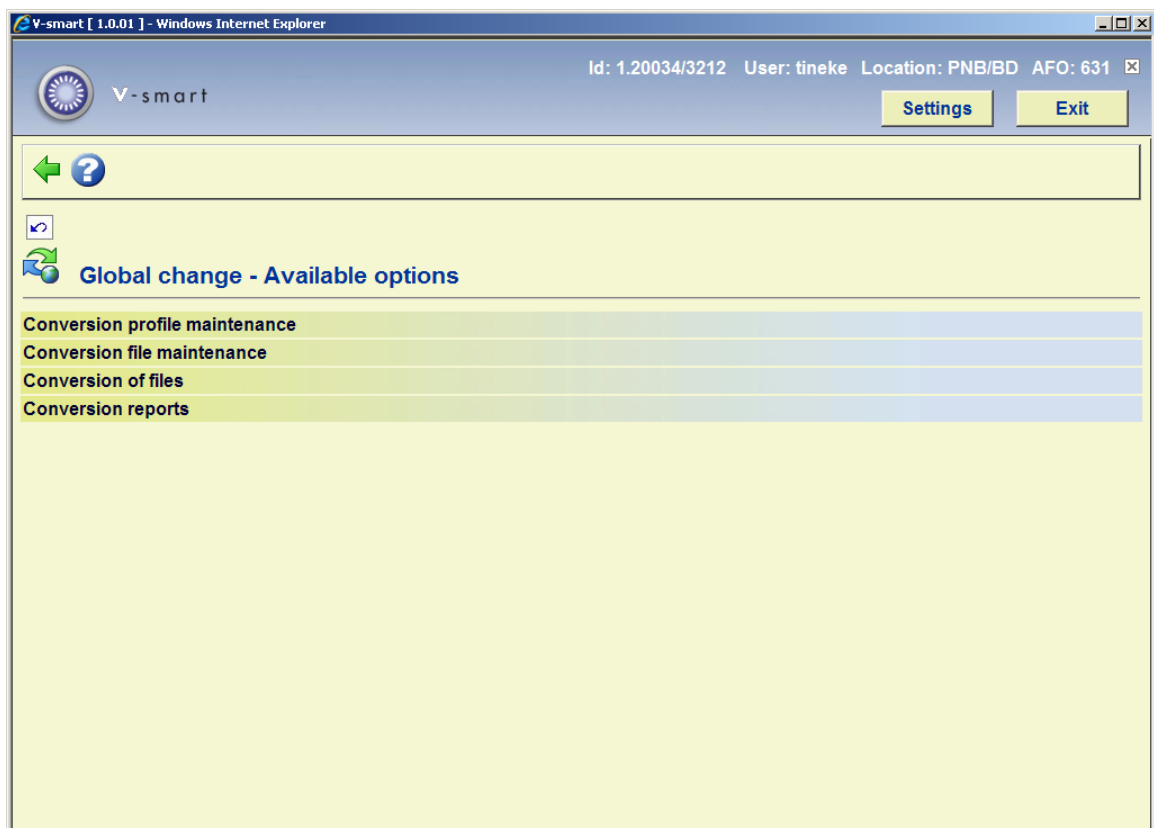 V-smart [ 1.0.01 ] - Windows Internet Explorer
Id: 1.20034/3212 User: tineke Location: PNB/BD AFO: 631
V-smart
Settings Exit
Global change - Available options
Conversion profile maintenance
Conversion file maintenance
Conversion of files
Conversion reports